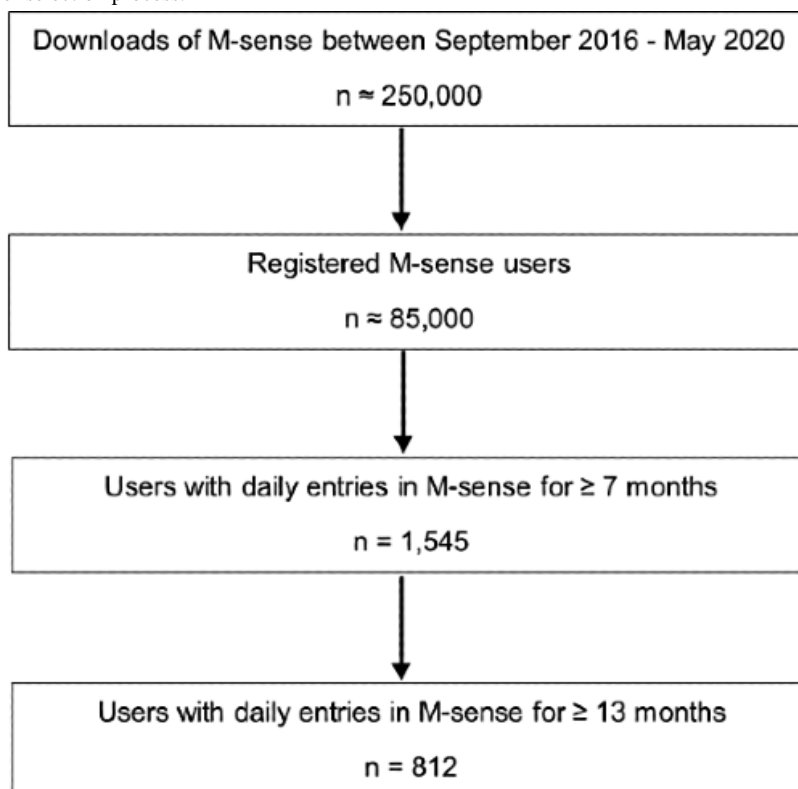 Downloads of M-sense between September 2016 - May 2020
n ≈ 250,000
Registered M-sense users
n ≈ 85,000
Users with daily entries in M-sense for ≥ 7 months
n = 1,545
Users with daily entries in M-sense for ≥ 13 months
n = 812